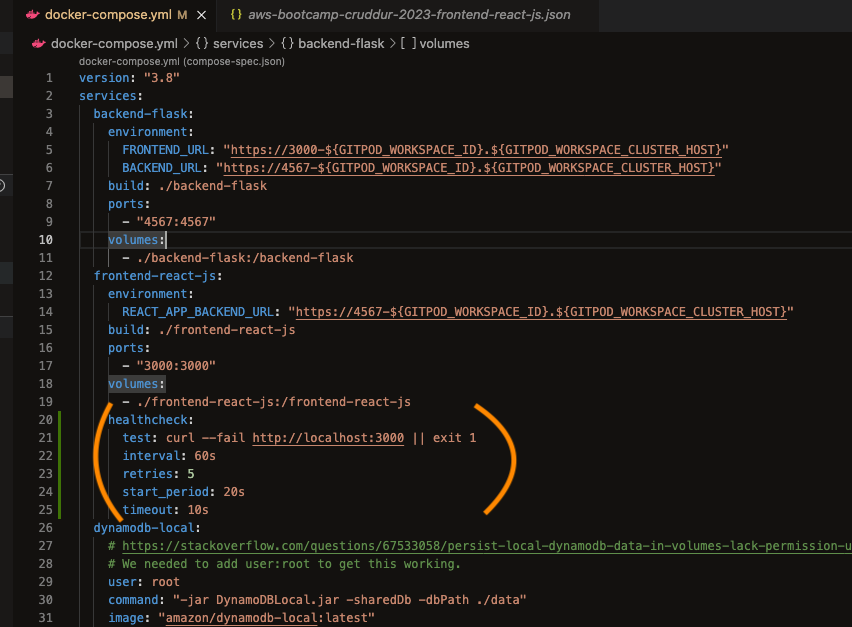 docker-compose.yml M ×
{} aws-bootcamp-cruddur-2023-frontend-react-js.json
docker-compose.yml > {} services > {} backend-flask > [ ] volumes
docker-compose.yml (compose-spec.json)
1 version: "3.8"
2 services:
3 backend-flask:
4 environment:
5 FRONTEND_URL: "https://3000-${GITPOD_WORKSPACE_ID}.${GITPOD_WORKSPACE_CLUSTER_HOST}"
6 BACKEND_URL: "https://4567-${GITPOD_WORKSPACE_ID}.${GITPOD_WORKSPACE_CLUSTER_HOST}"
7 build: ./backend-flask
8 ports:
9 - "4567:4567"
10 volumes:
11 - ./backend-flask:/backend-flask
12 frontend-react-js:
13 environment:
14 REACT_APP_BACKEND_URL: "https://4567-${GITPOD_WORKSPACE_ID}.${GITPOD_WORKSPACE_CLUSTER_HOST}"
15 build: ./frontend-react-js
16 ports:
17 - "3000:3000"
18 volumes:
19 - ./frontend-react-js:/frontend-react-js
20 healthcheck:
21 test: curl --fail http://localhost:3000 || exit 1
22 interval: 60s
23 retries: 5
24 start_period: 20s
25 timeout: 10s
26 dynamodb-local:
27 # https://stackoverflow.com/questions/67533058/persist-local-dynamodb-data-in-volumes-lack-permission-u
28 # We needed to add user:root to get this working.
29 user: root
30 command: "-jar DynamoDBLocal.jar -sharedDb -dbPath ./data"
31 image: "amazon/dynamodb-local:latest"